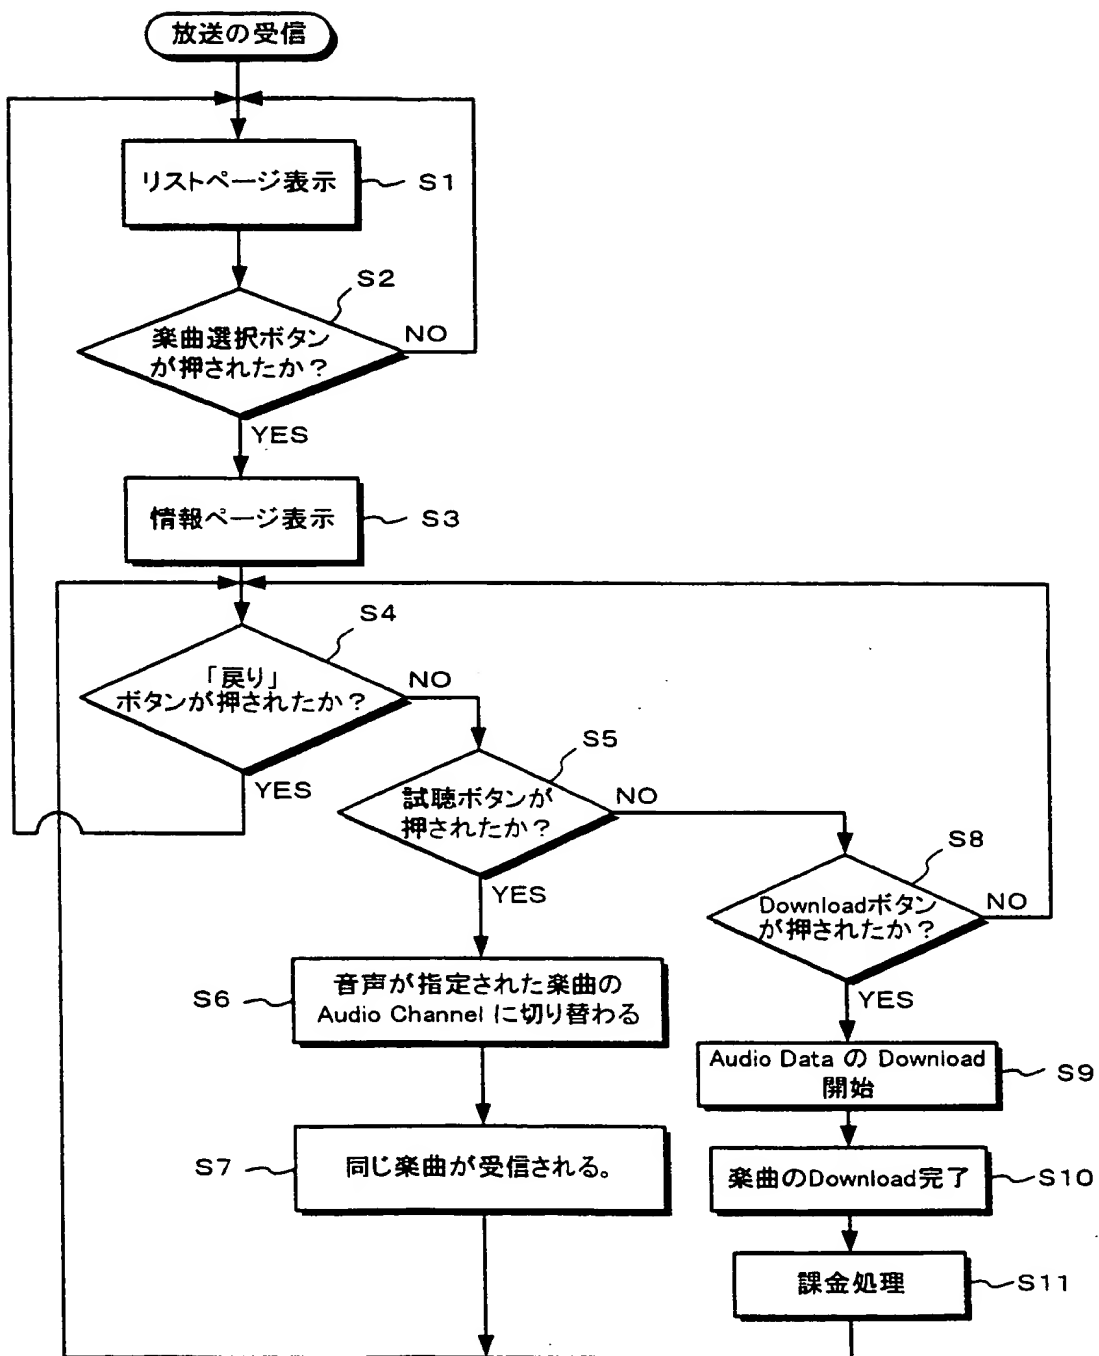 放送の受信
リストページ表示
S1
S2
楽曲選択ボタン
が押されたか？
NO
YES
情報ページ表示
S3
S4
「戻り」
ボタンが押されたか？
NO
YES
S5
試聴ボタンが
押されたか？
NO
YES
S8
Downloadボタン
が押されたか？
NO
YES
S6
音声が指定された楽曲の
Audio Channel に切り替わる
S7
同じ楽曲が受信される。
Audio Data の Download
開始
S9
楽曲のDownload完了
S10
課金処理
S11